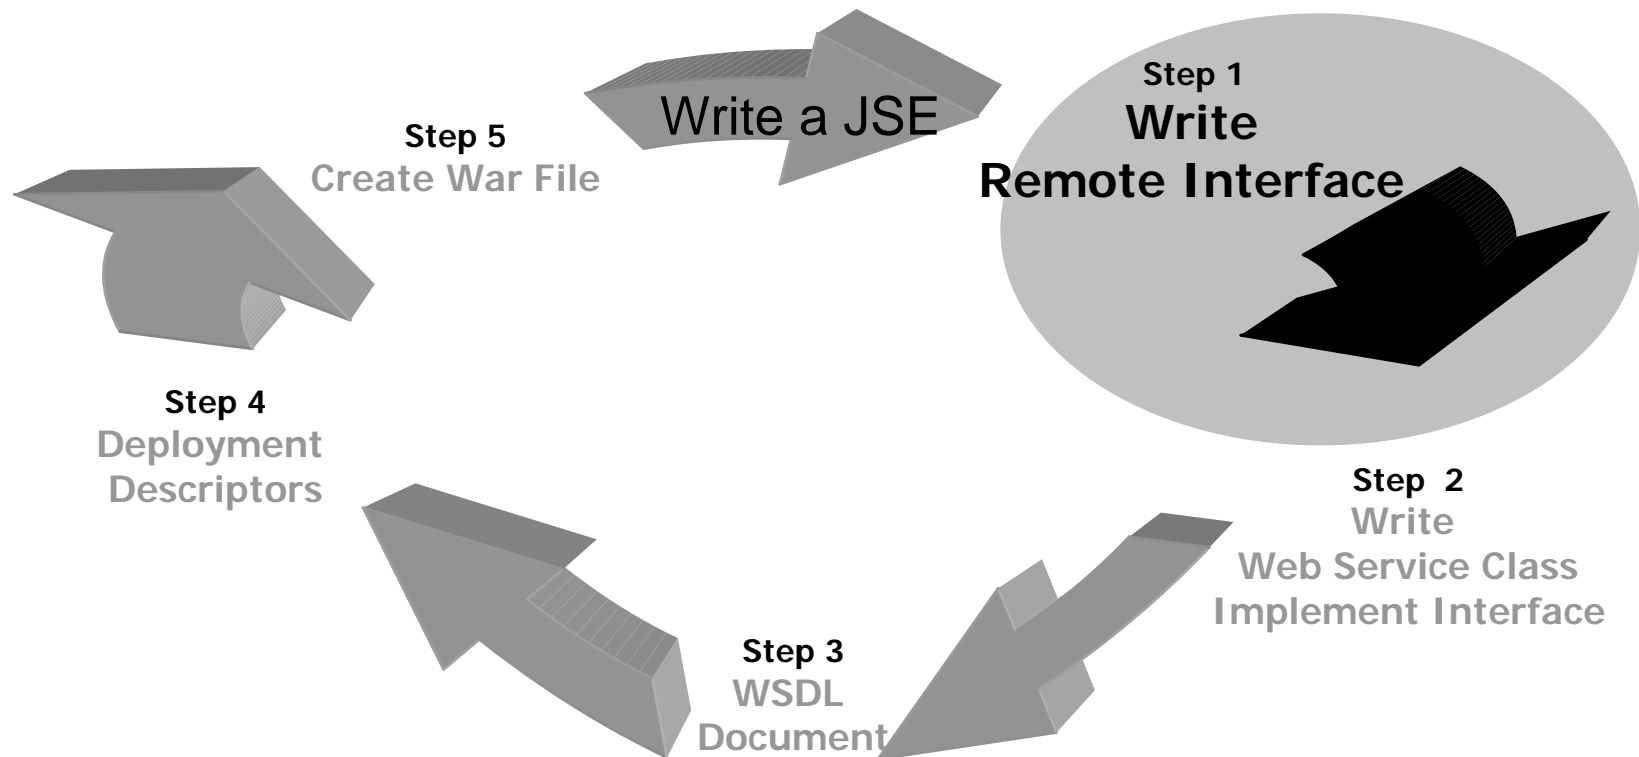 Write a JSE
Step 1
Write
Remote Interface
Step 2
Write
Web Service Class
Implement Interface
Step 3
WSDL
Document
Step 4
Deployment
Descriptors
Step 5
Create War File